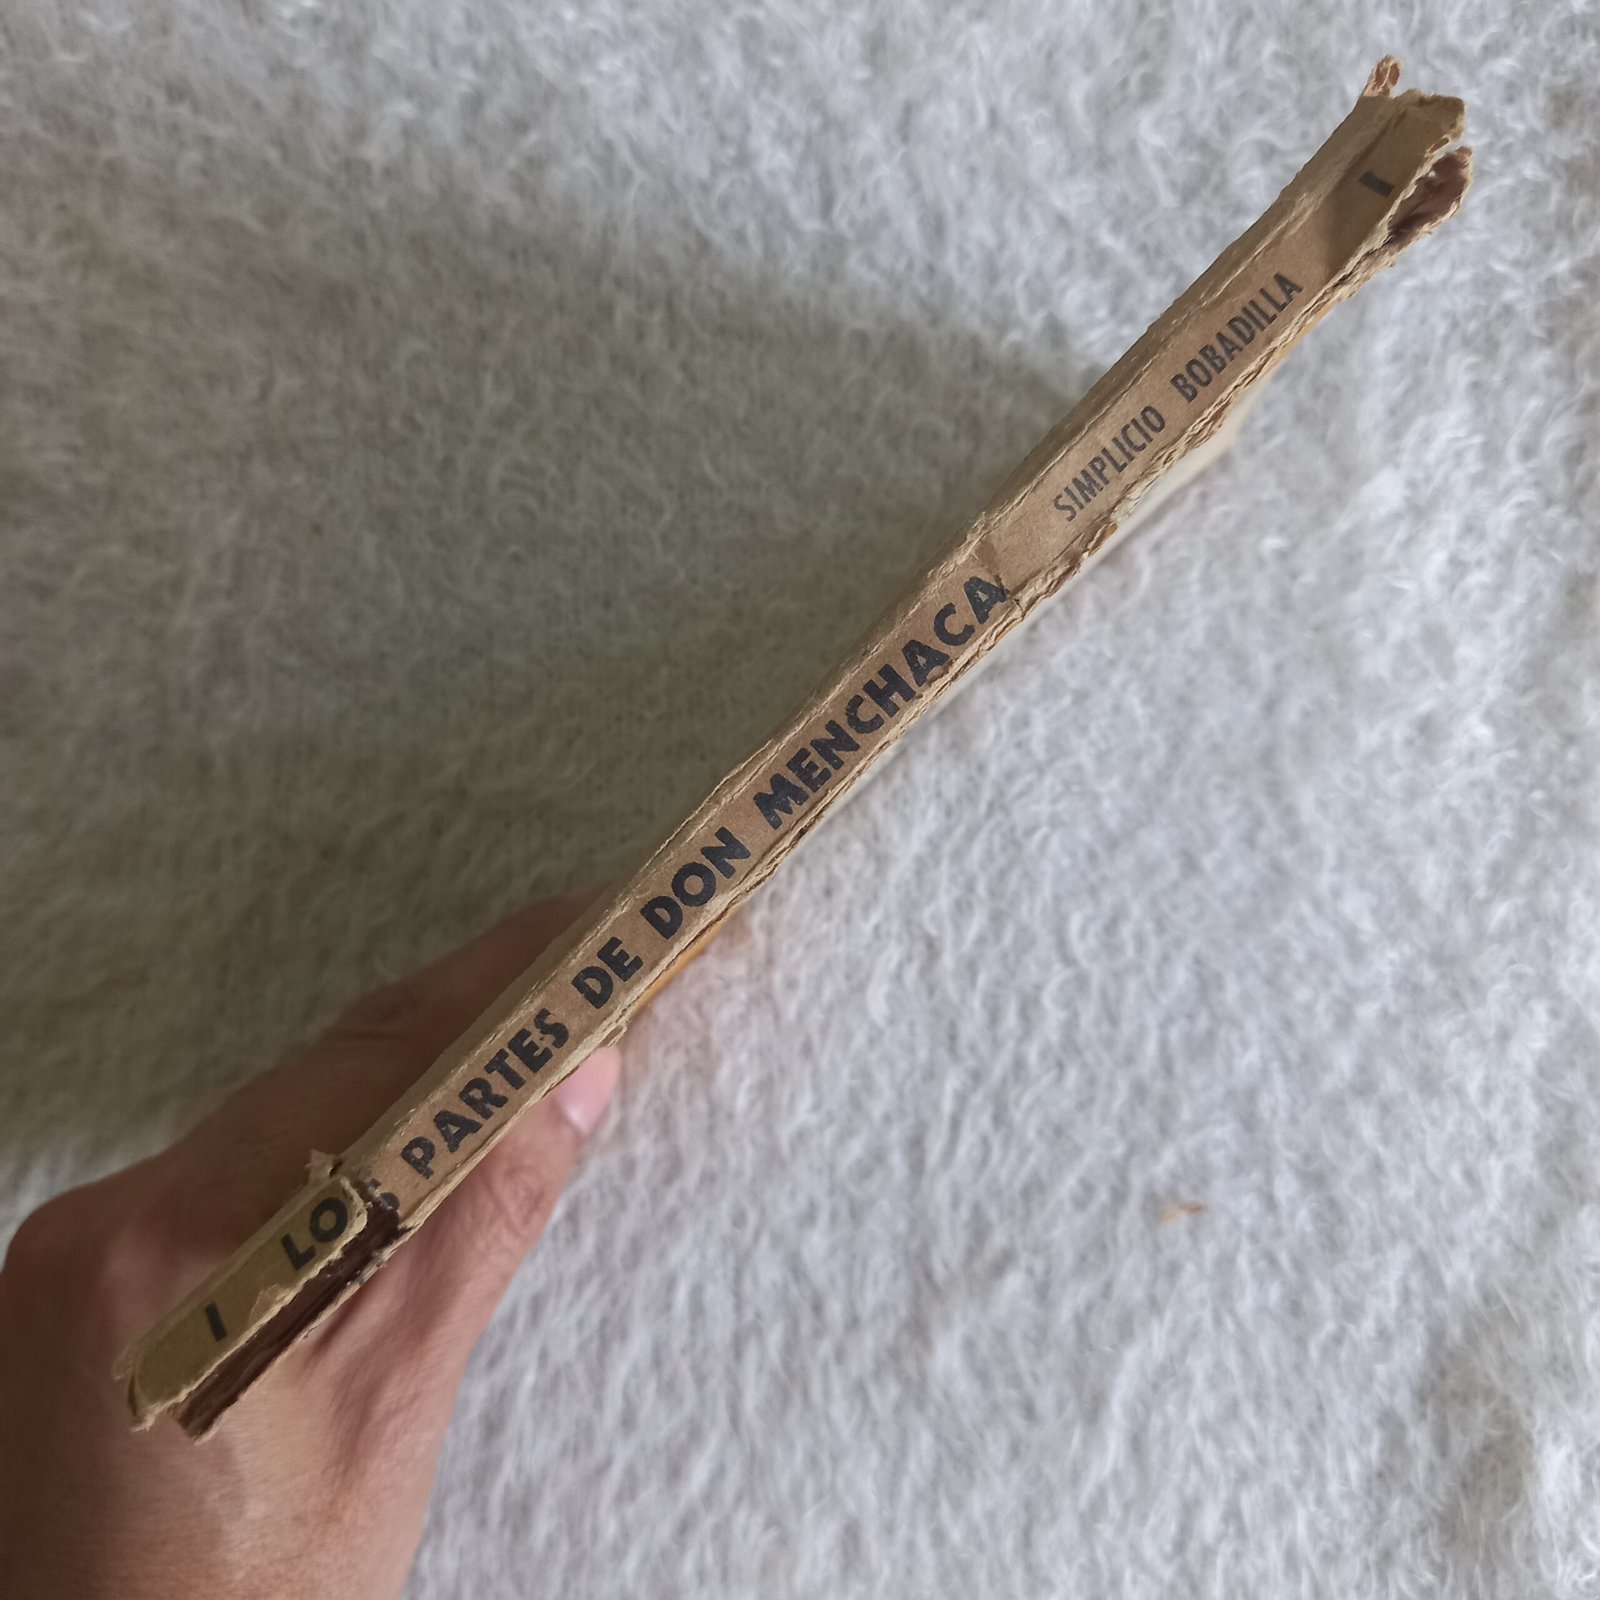 I LOS PARTES DE DON MENCHACA SIMPLICIO BOBADILLA I